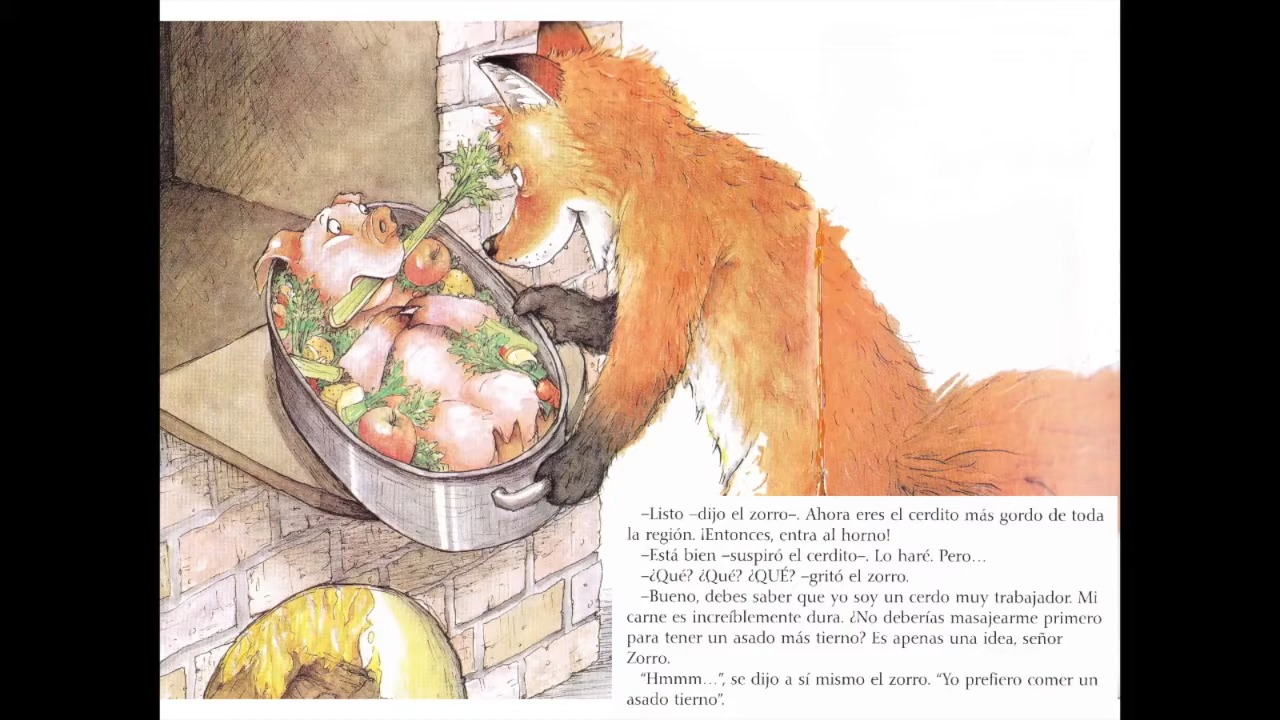 –Listo –dijo el zorro–. Ahora eres el cerdito más gordo de toda
la región. ¡Entonces, entra al horno!
–Está bien –suspiró el cerdito–. Lo haré. Pero…
–¿Qué? ¿Qué? ¿QUÉ? –gritó el zorro.
–Bueno, debes saber que yo soy un cerdo muy trabajador. Mi
carne es increíblemente dura. ¿No deberías masajearme primero
para tener un asado más tierno? Es apenas una idea, señor
Zorro.
“Hmmm…”, se dijo a sí mismo el zorro. “Yo prefiero comer un
asado tierno”.